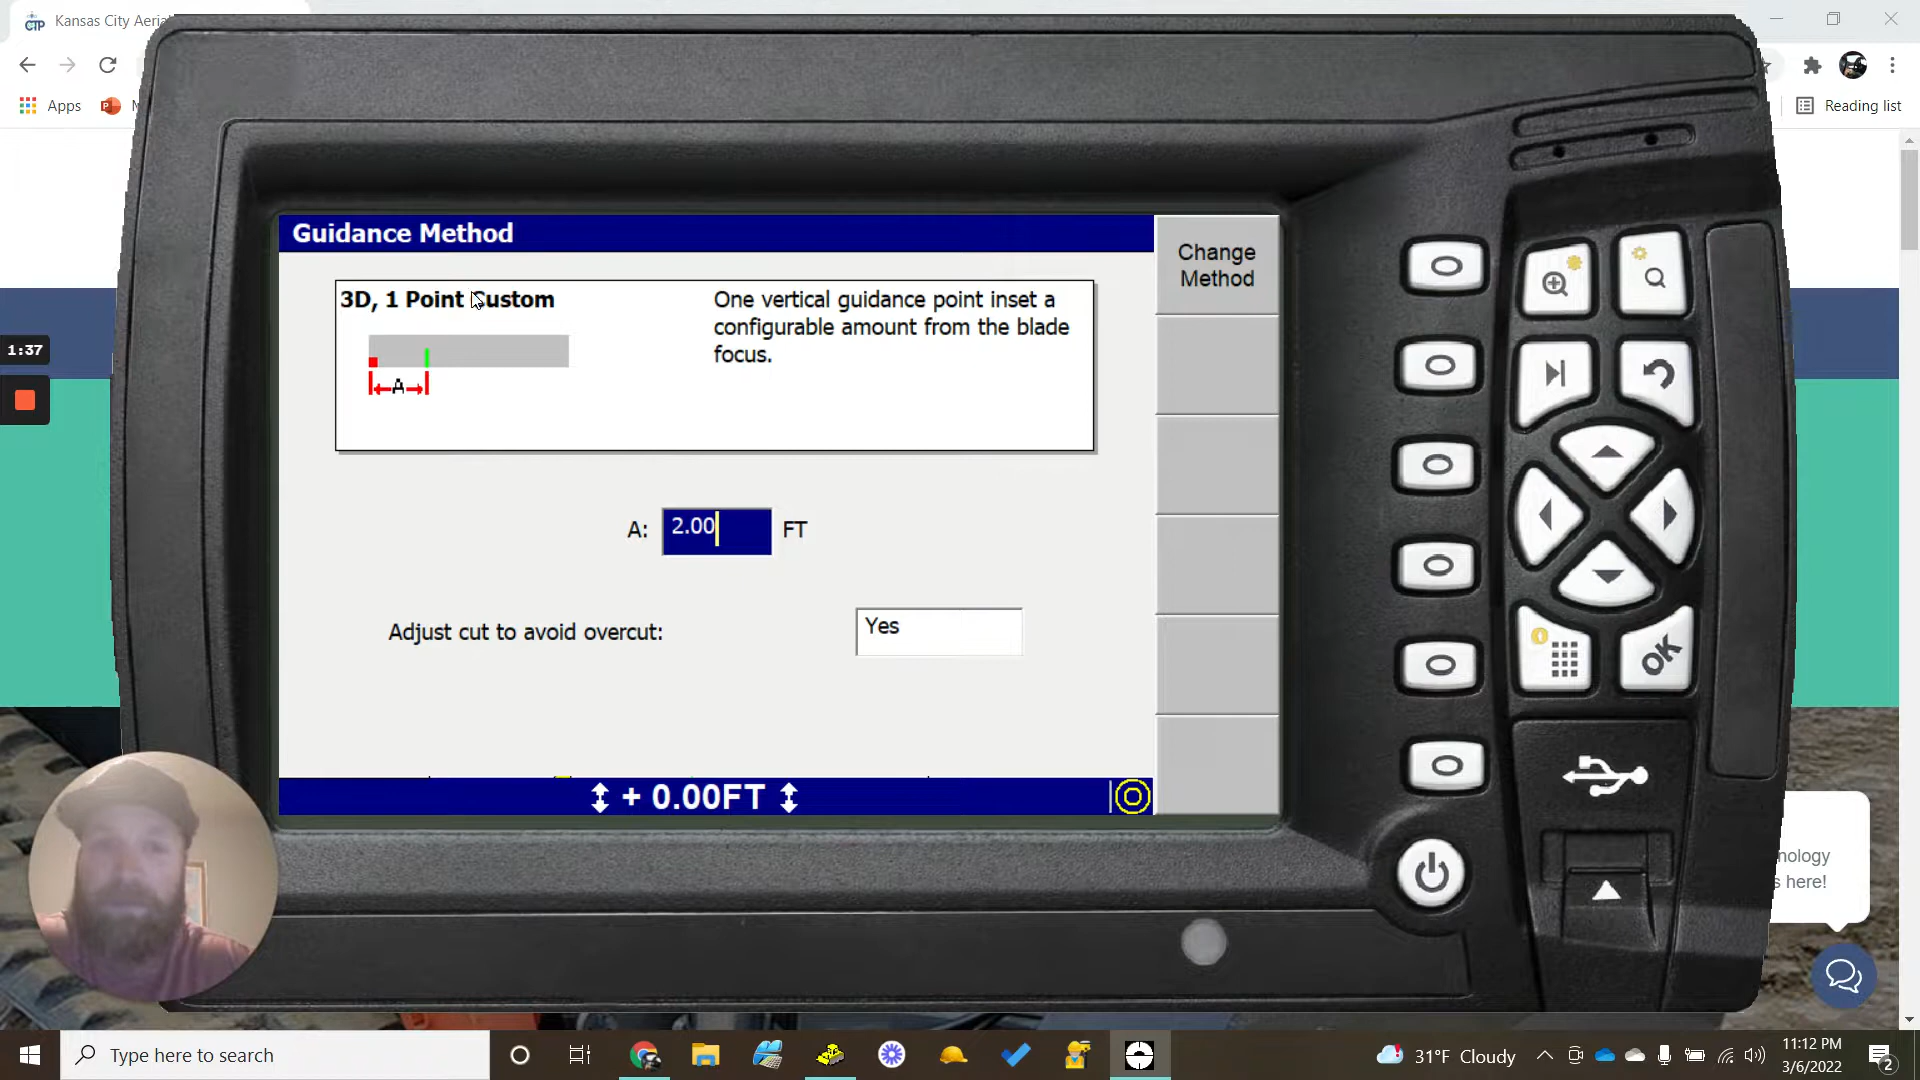 CTP Kansas City Aeria
Apps
Reading list
Guidance Method
Change
Method
3D, 1 Point Custom
One vertical guidance point inset a
configurable amount from the blade
focus.
A
A: 2.00 FT
Adjust cut to avoid overcut: Yes
+ 0.00FT
OK
1:37
nology
s here!
Type here to search
31°F Cloudy
11:12 PM
3/6/2022
2